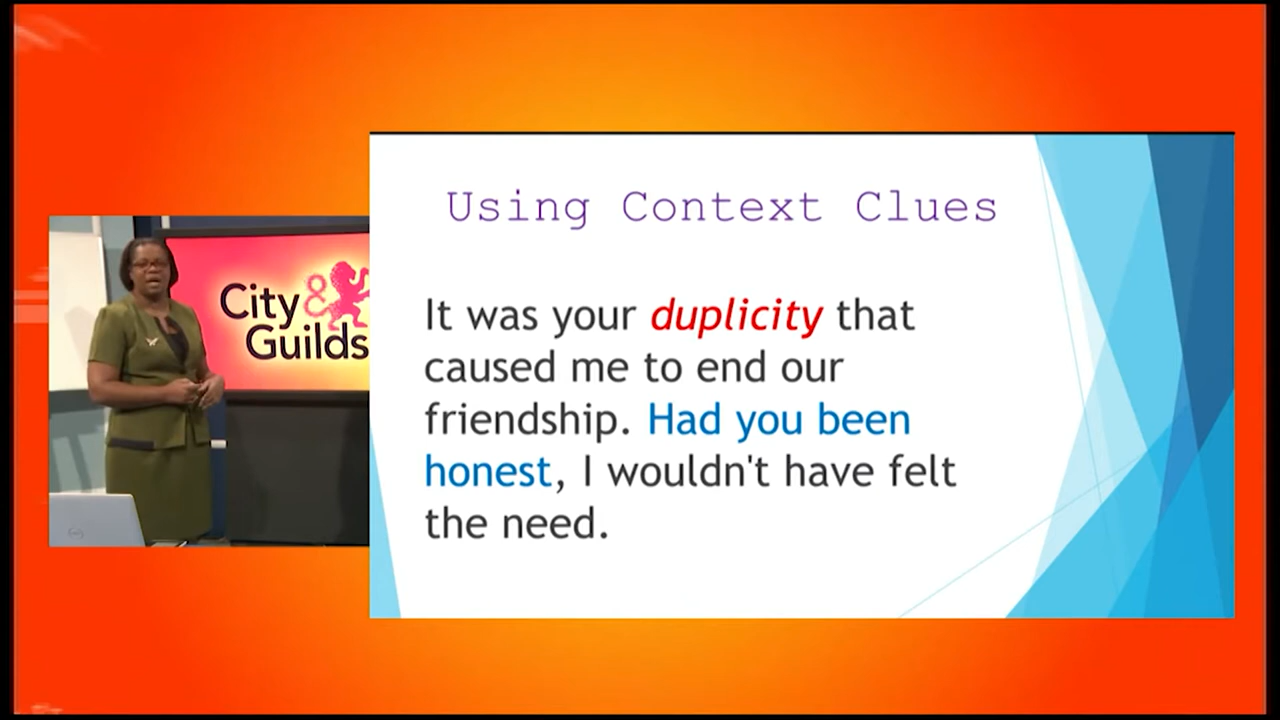 City &
Guilds
Using Context Clues
It was your duplicity that
caused me to end our
friendship. Had you been
honest, I wouldn't have felt
the need.